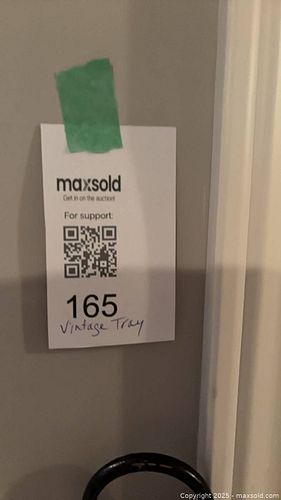 maxsold
Get in on the auction!
For support:
165
Vintage Tray
Copyright 2025 - maxsold.com